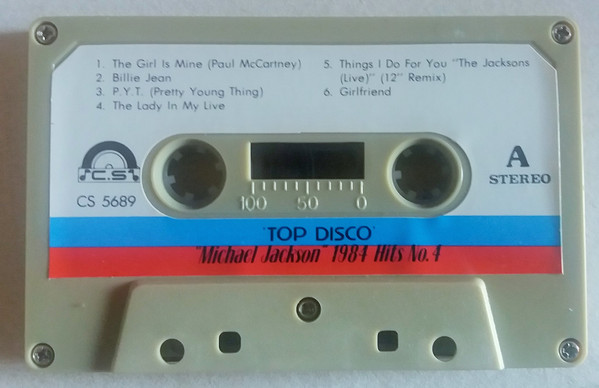 1. The Girl Is Mine (Paul McCartney)
2. Billie Jean
3. P.Y.T. (Pretty Young Thing)
4. The Lady In My Live
5. Things I Do For You "The Jacksons
(Live)" (12" Remix)
6. Girlfriend
C.S
CS 5689
A
STEREO
100 50 0
"TOP DISCO"
"Michael Jackson" 1984 Hits No.4